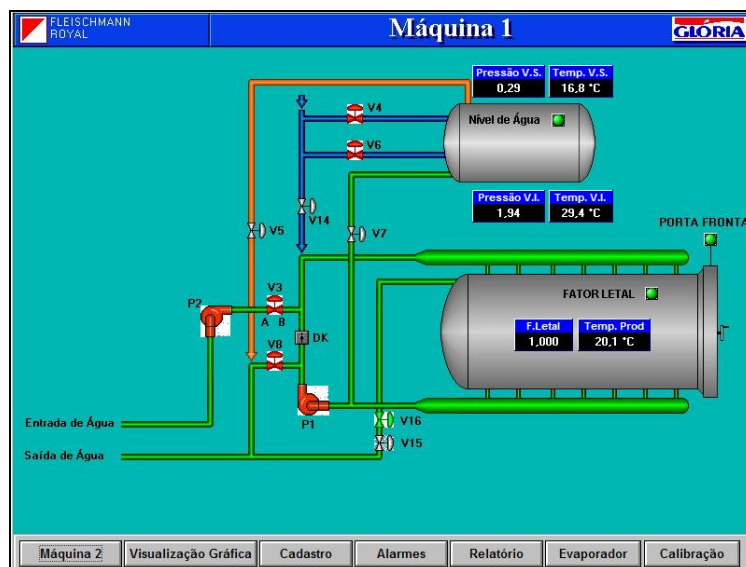 FLEISCHMANN
ROYAL
Máquina 1
GLÓRIA
Pressão V.S.
0,29
Temp. V.S.
16,8 °C
V4
Nível de Água
V6
Pressão V.I.
1,94
Temp. V.I.
29,4 °C
V14
V5
V7
PORTA FRONTA
V3
P2
A B
FATOR LETAL
F.Letal
1,000
Temp. Prod
20,1 °C
DK
V8
P1
V16
Entrada de Água
V15
Saída de Água
Máquina 2
Visualização Gráfica
Cadastro
Alarmes
Relatório
Evaporador
Calibração